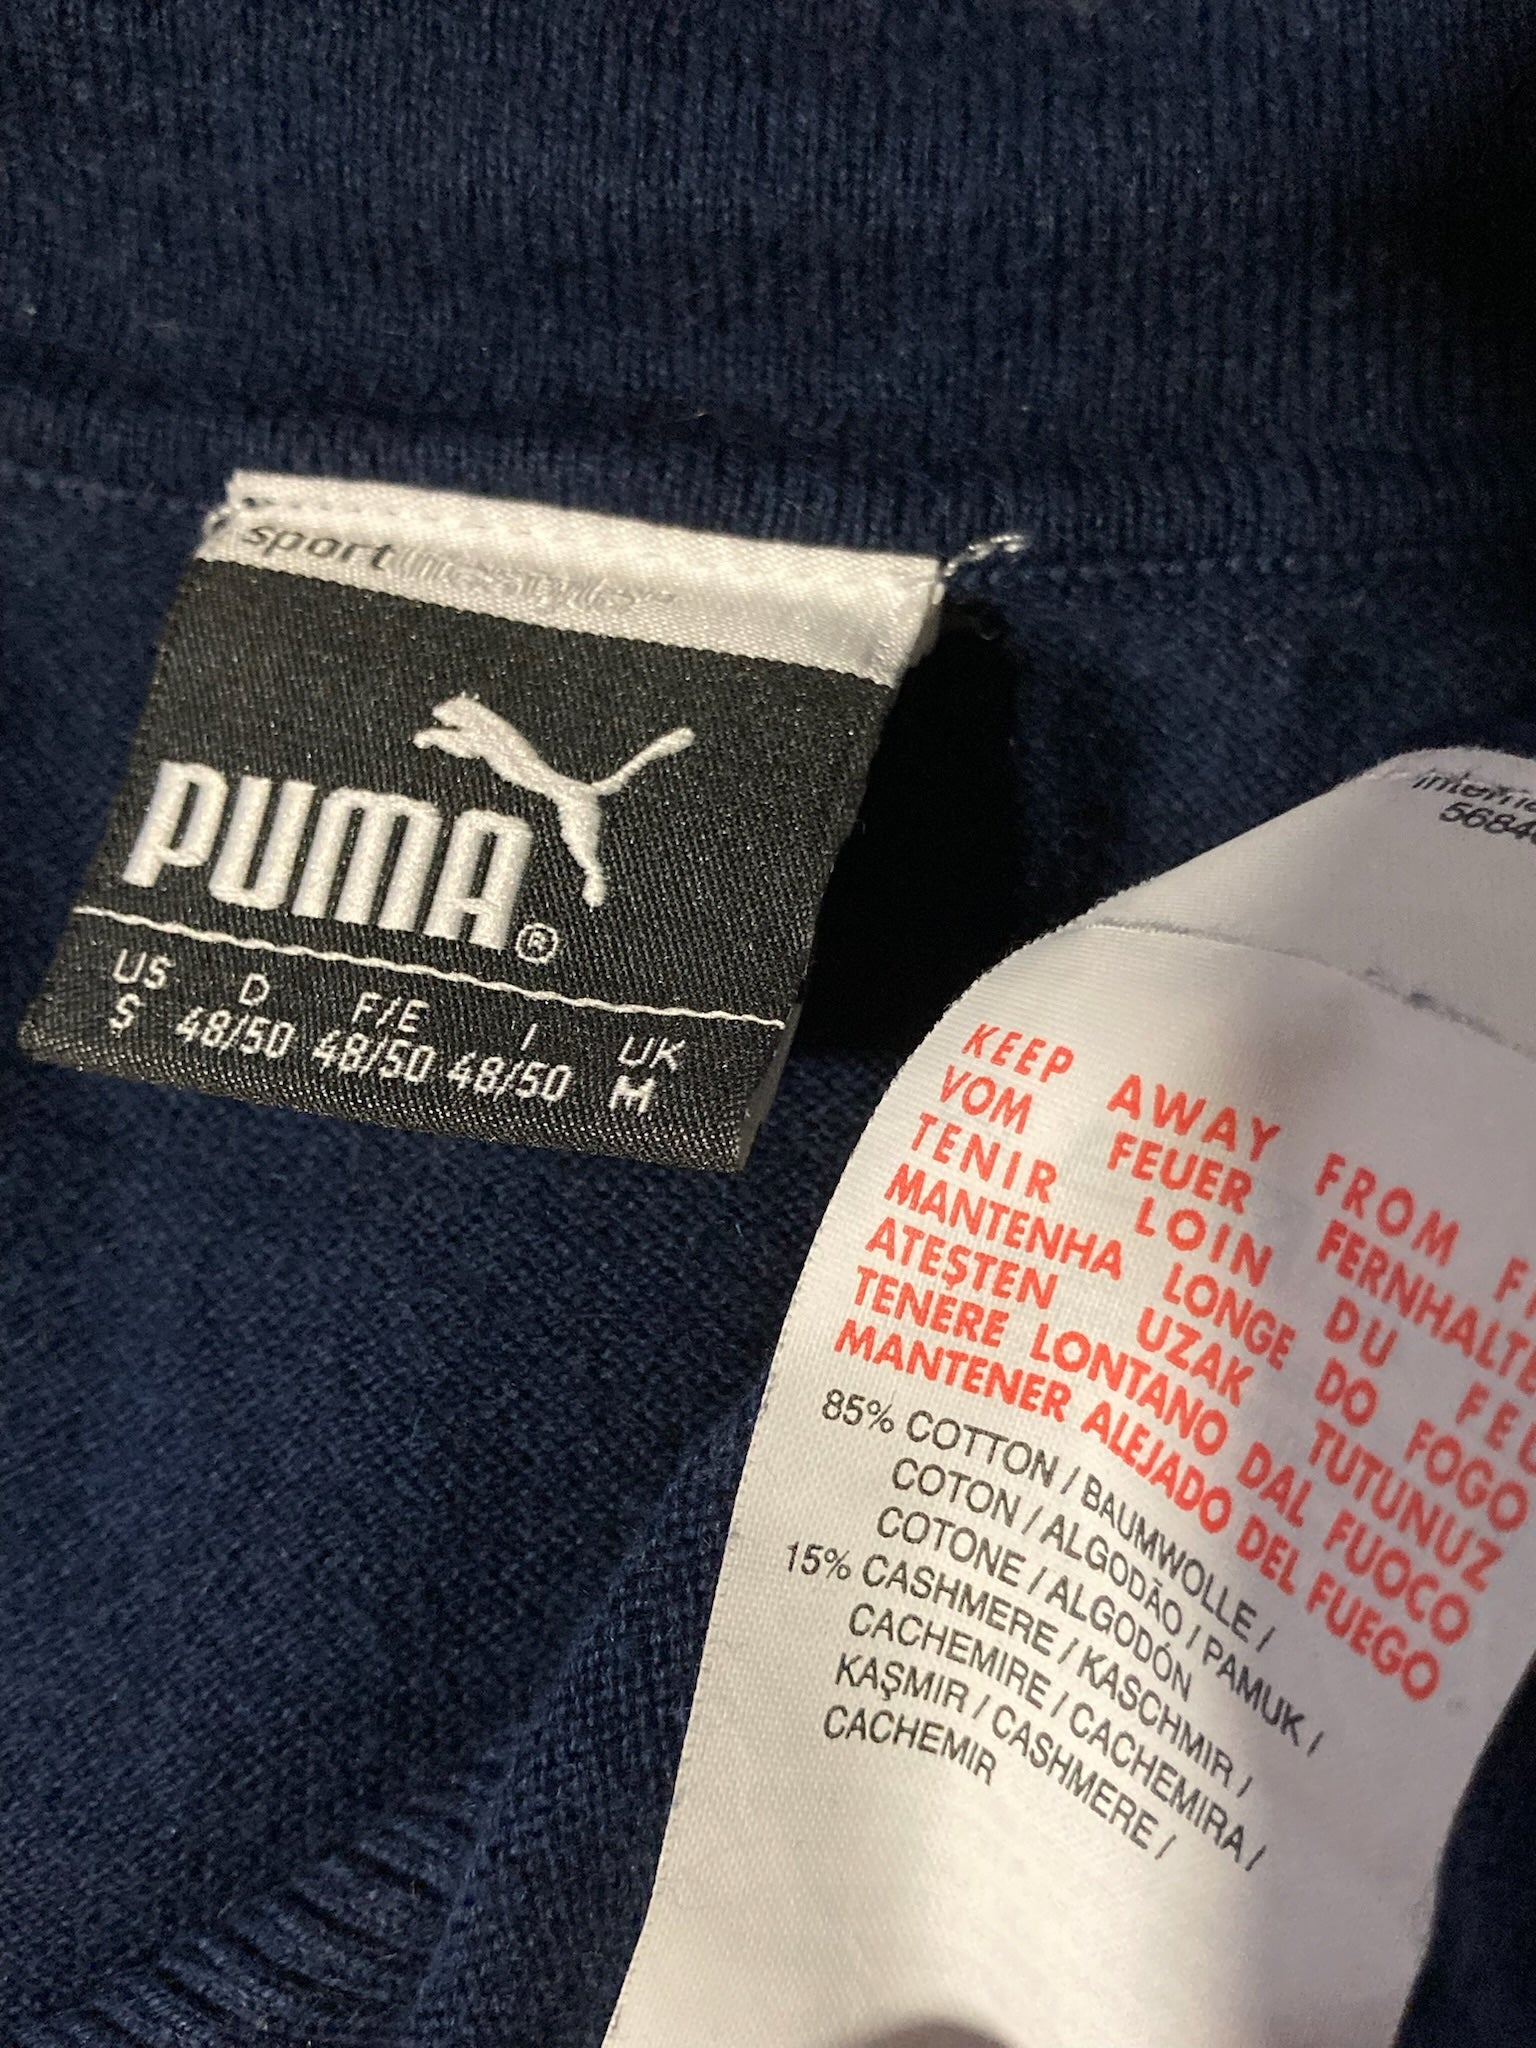 sportlifestyle
PUMA®
US D F/E I UK
S 48/50 48/50 48/50 M
5684
KEEP AWAY FROM
VOM FEUER FERNHALTE
TENIR LOIN DU FEU
MANTENHA LONGE DO FOGO
ATEŞTEN UZAK TUTUNUZ
TENERE LONTANO DAL FUOCO
MANTENER ALEJADO DEL FUEGO
85% COTTON / BAUMWOLLE /
COTON / ALGODÃO / PAMUK /
COTONE / ALGODÓN
15% CASHMERE / KASCHMIR /
CACHEMIRE / CACHEMIRA /
KAŞMIR / CASHMERE /
CACHEMIR